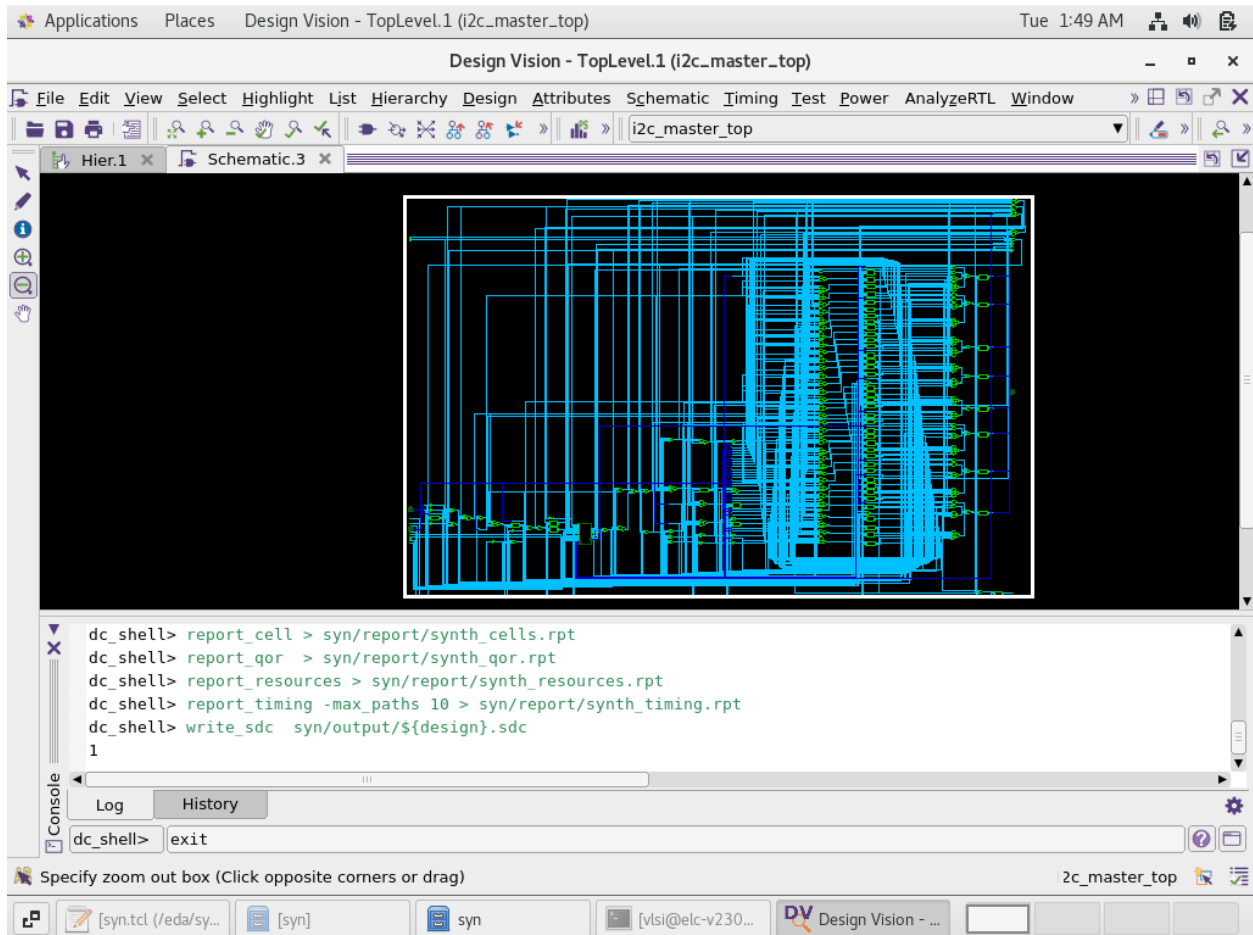 Applications Places Design Vision - TopLevel.1 (i2c_master_top) Tue 1:49 AM
Design Vision - TopLevel.1 (i2c_master_top)
File Edit View Select Highlight List Hierarchy Design Attributes Schematic Timing Test Power AnalyzeRTL Window »
» » i2c_master_top » »
Hier.1 Schematic.3
dc_shell> report_cell > syn/report/synth_cells.rpt
dc_shell> report_qor  > syn/report/synth_qor.rpt
dc_shell> report_resources > syn/report/synth_resources.rpt
dc_shell> report_timing -max_paths 10 > syn/report/synth_timing.rpt
dc_shell> write_sdc  syn/output/${design}.sdc
1
Console
Log History
dc_shell> exit
Specify zoom out box (Click opposite corners or drag) 2c_master_top
[syn.tcl (/eda/sy... [syn] syn [vlsi@elc-v230... DV Design Vision - ...